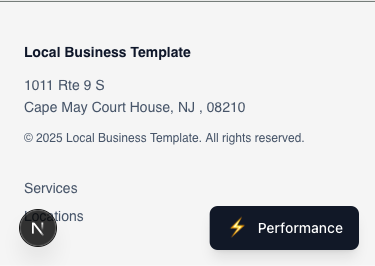 Local Business Template
1011 Rte 9 S
Cape May Court House, NJ , 08210
© 2025 Local Business Template. All rights reserved.
Services
Locations
N
⚡ Performance